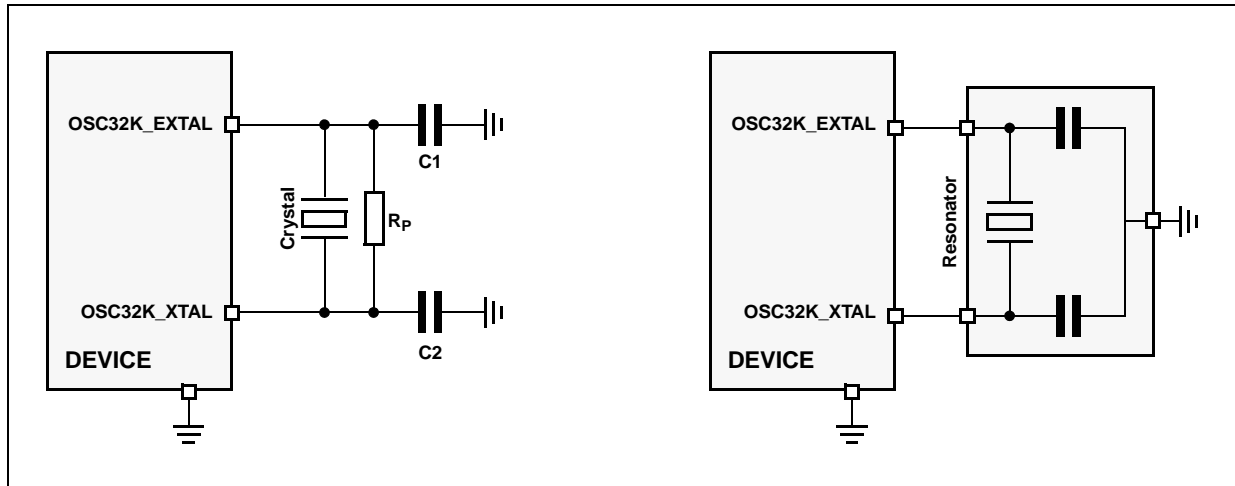 OSC32K_EXTAL
C1
Crystal
RP
OSC32K_XTAL
C2
DEVICE
OSC32K_EXTAL
Resonator
OSC32K_XTAL
DEVICE